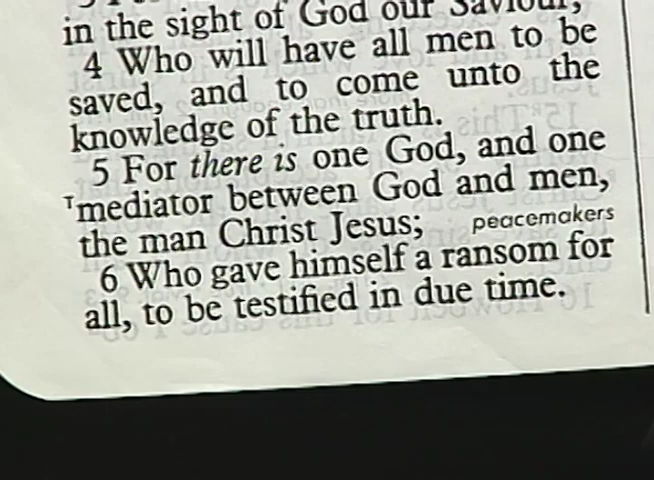 in the sight of God our Saviour;
4 Who will have all men to be
saved, and to come unto the
knowledge of the truth.
5 For there is one God, and one
ᵀmediator between God and men,
the man Christ Jesus; peacemakers
6 Who gave himself a ransom for
all, to be testified in due time.